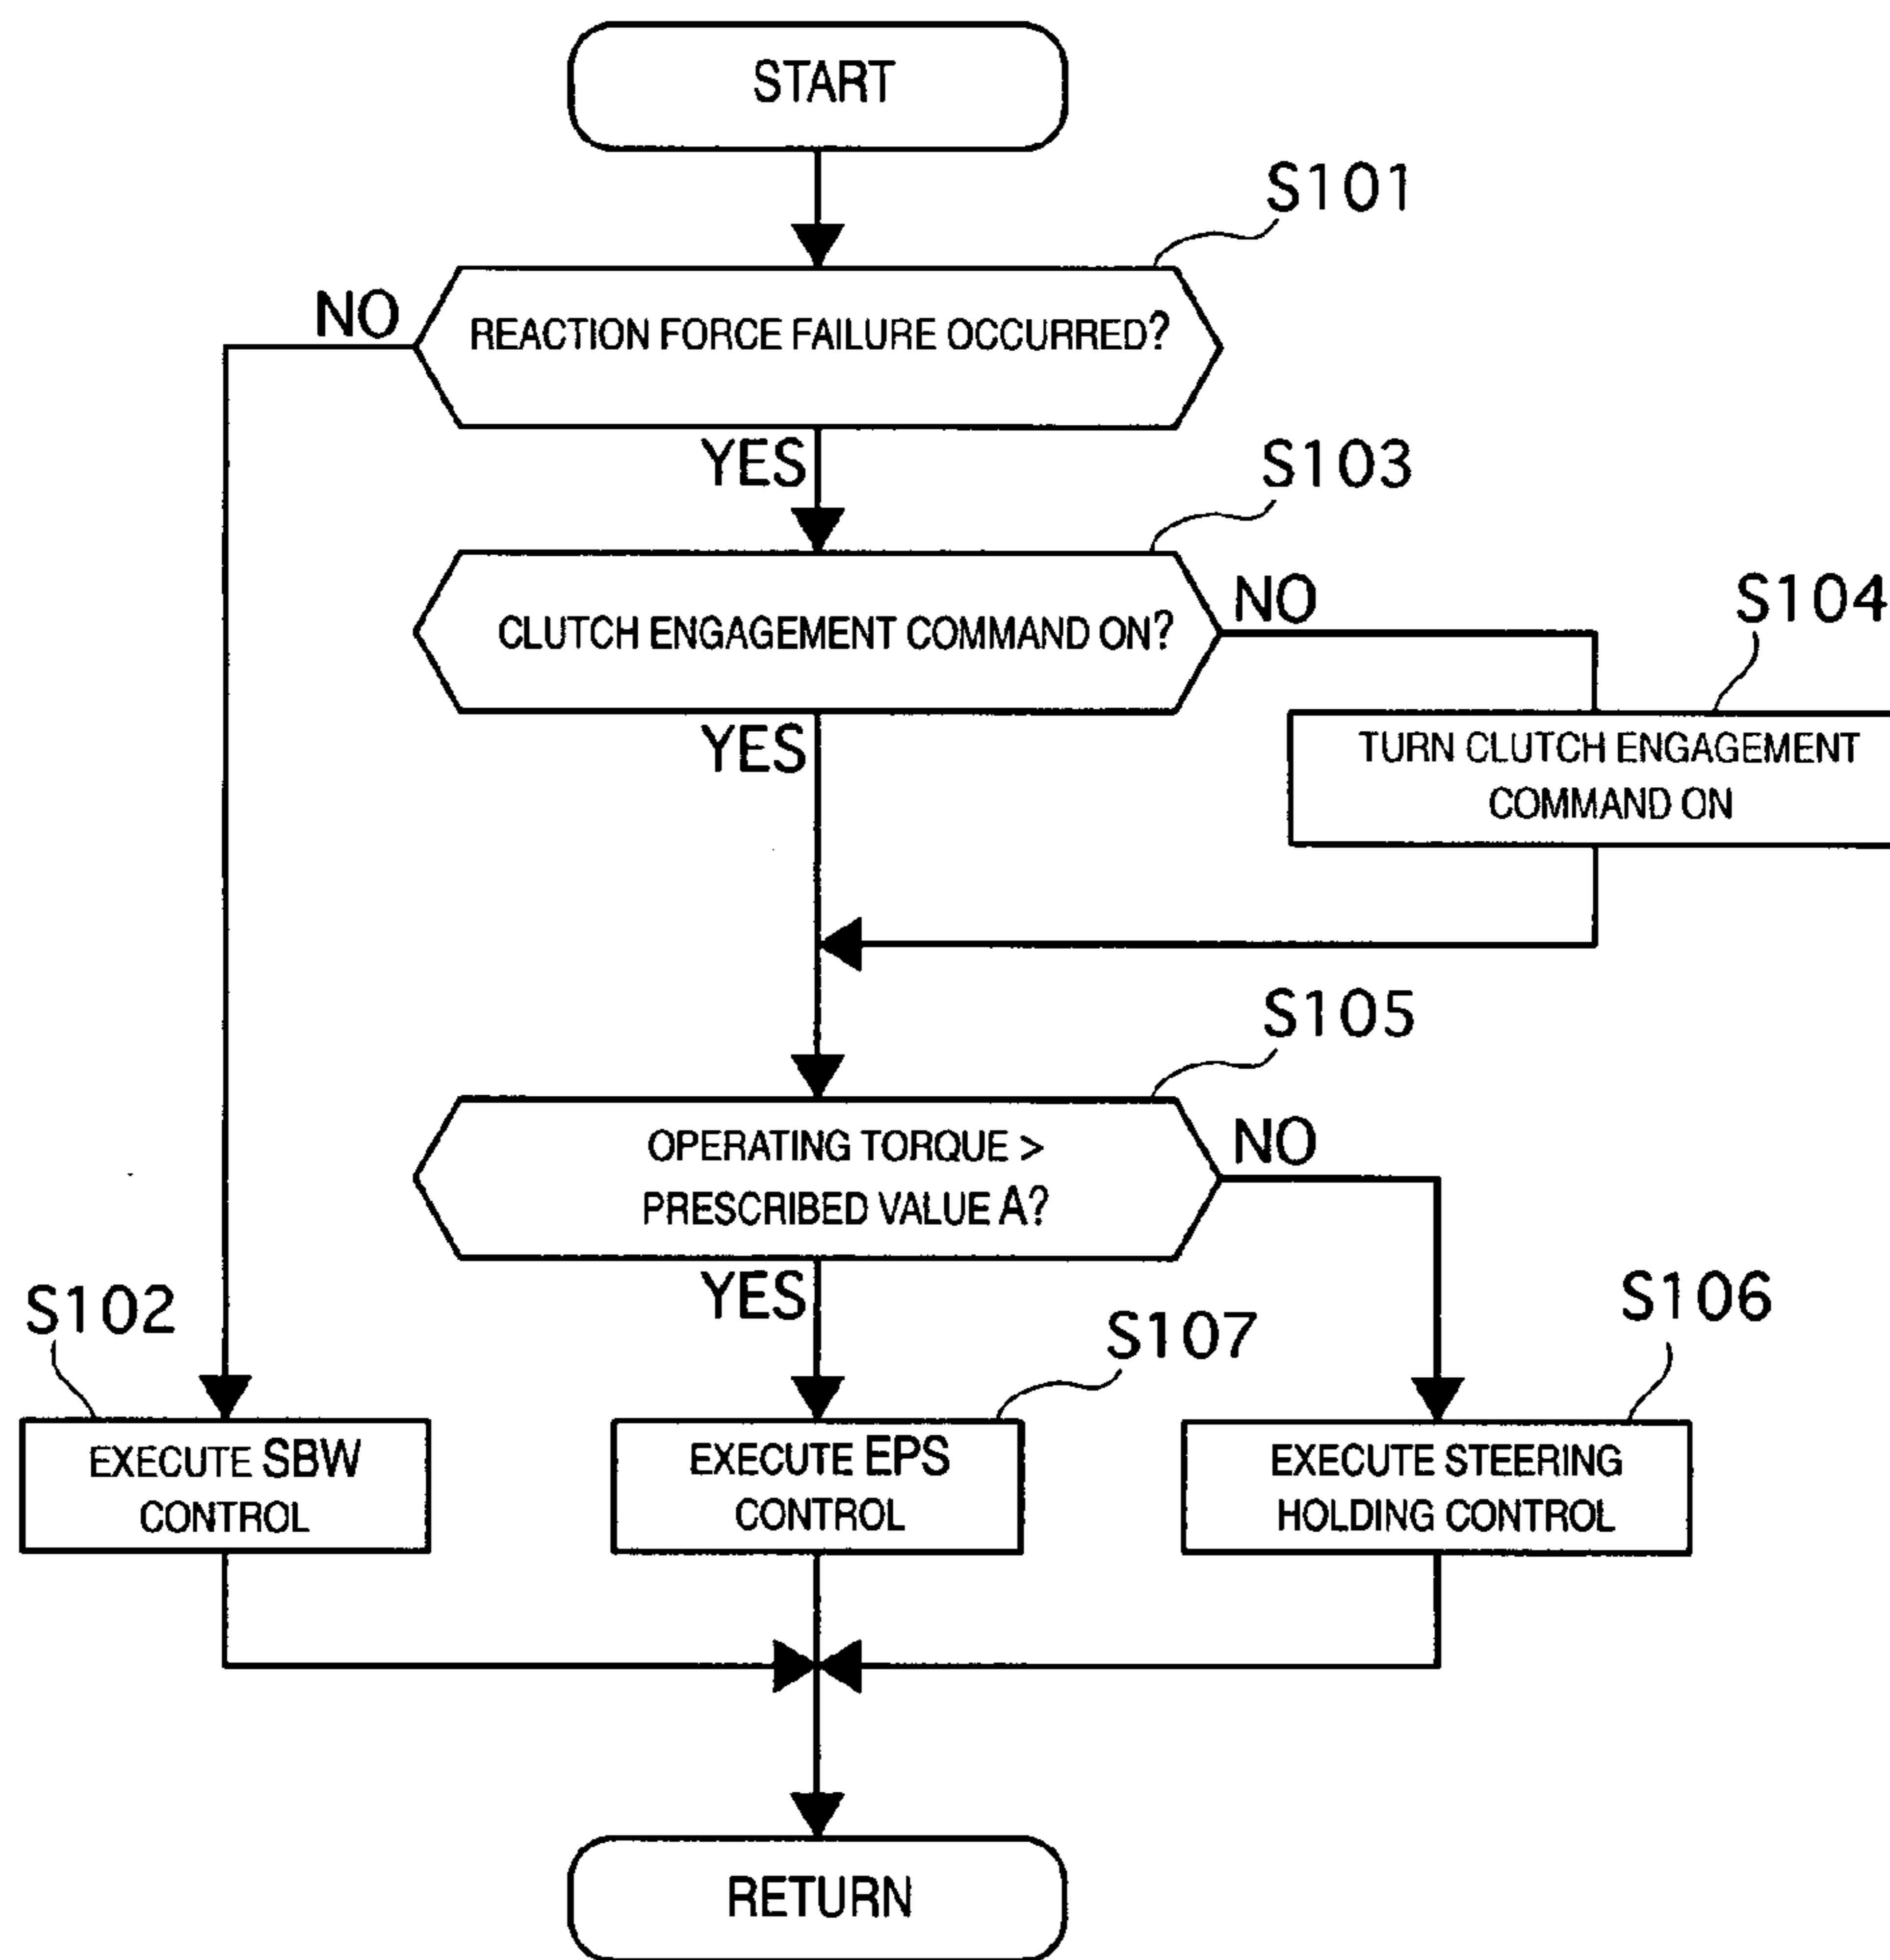 START
S101
NO
REACTION FORCE FAILURE OCCURRED?
YES
S103
CLUTCH ENGAGEMENT COMMAND ON?
NO
S104
YES
TURN CLUTCH ENGAGEMENT
COMMAND ON
S105
OPERATING TORQUE >
PRESCRIBED VALUE A?
NO
YES
S102
S107
S106
EXECUTE SBW
CONTROL
EXECUTE EPS
CONTROL
EXECUTE STEERING
HOLDING CONTROL
RETURN